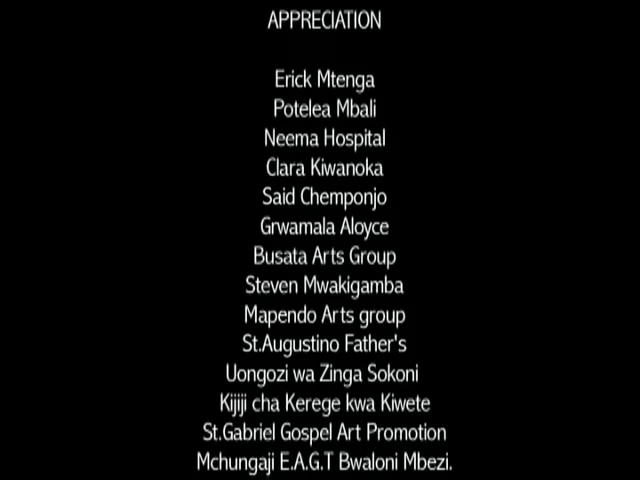 APPRECIATION
Erick Mtenga
Potelea Mbali
Neema Hospital
Clara Kiwanoka
Said Chemponjo
Grwamala Aloyce
Busata Arts Group
Steven Mwakigamba
Mapendo Arts group
St.Augustino Father's
Uongozi wa Zinga Sokoni
Kijiji cha Kerege kwa Kiwete
St.Gabriel Gospel Art Promotion
Mchungaji E.A.G.T Bwaloni Mbezi.